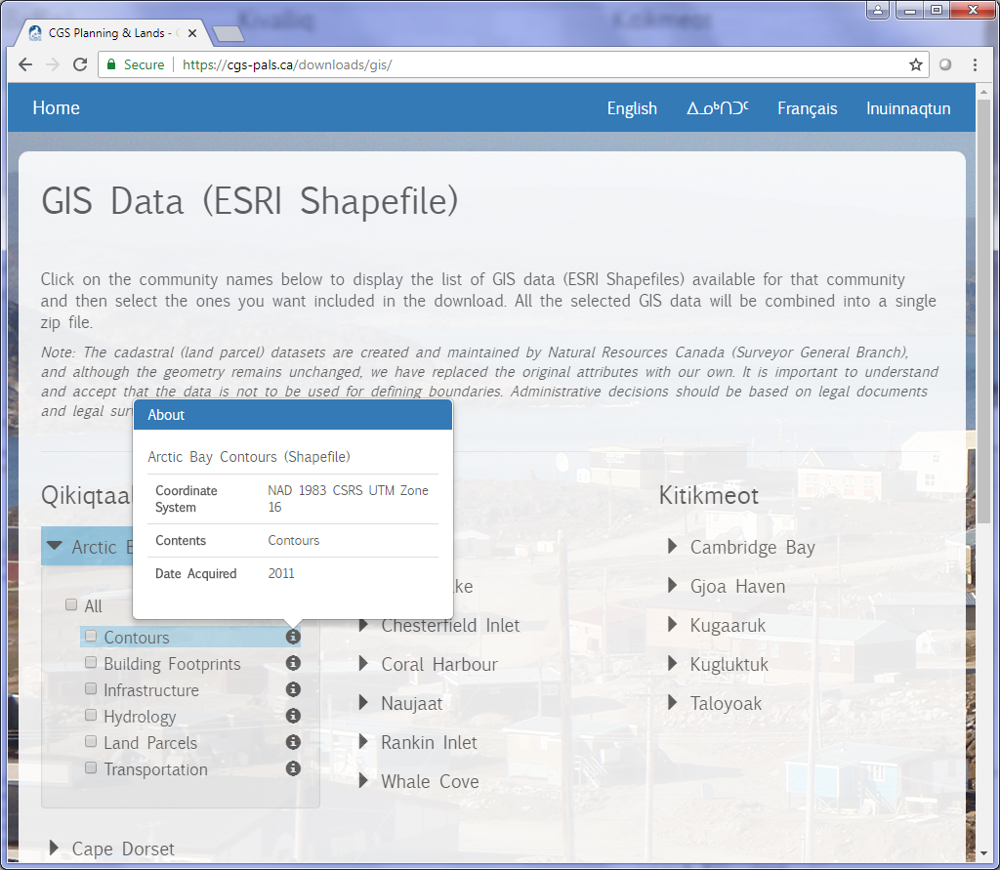 Kivalliq
Kitikmeot
CGS Planning & Lands -
Secure
https://cgs-pals.ca/downloads/gis/
Home
English
ᐃᓄᒃᑎᑐᑦ
Français
Inuinnaqtun
GIS Data (ESRI Shapefile)
Click on the community names below to display the list of GIS data (ESRI Shapefiles) available for that community
and then select the ones you want included in the download. All the selected GIS data will be combined into a single
zip file.
Note: The cadastral (land parcel) datasets are created and maintained by Natural Resources Canada (Surveyor General Branch),
and although the geometry remains unchanged, we have replaced the original attributes with our own. It is important to understand
and accept that the data is not to be used for defining boundaries. Administrative decisions should be based on legal documents
and legal
About
Arctic Bay Contours (Shapefile)
Coordinate System
NAD 1983 CSRS UTM Zone 16
Contents
Contours
Date Acquired
2011
Arctic
All
Contours
Building Footprints
Infrastructure
Hydrology
Land Parcels
Transportation
Cape Dorset
Chesterfield Inlet
Coral Harbour
Naujaat
Rankin Inlet
Whale Cove
Kitikmeot
Cambridge Bay
Gjoa Haven
Kugaaruk
Kugluktuk
Taloyoak